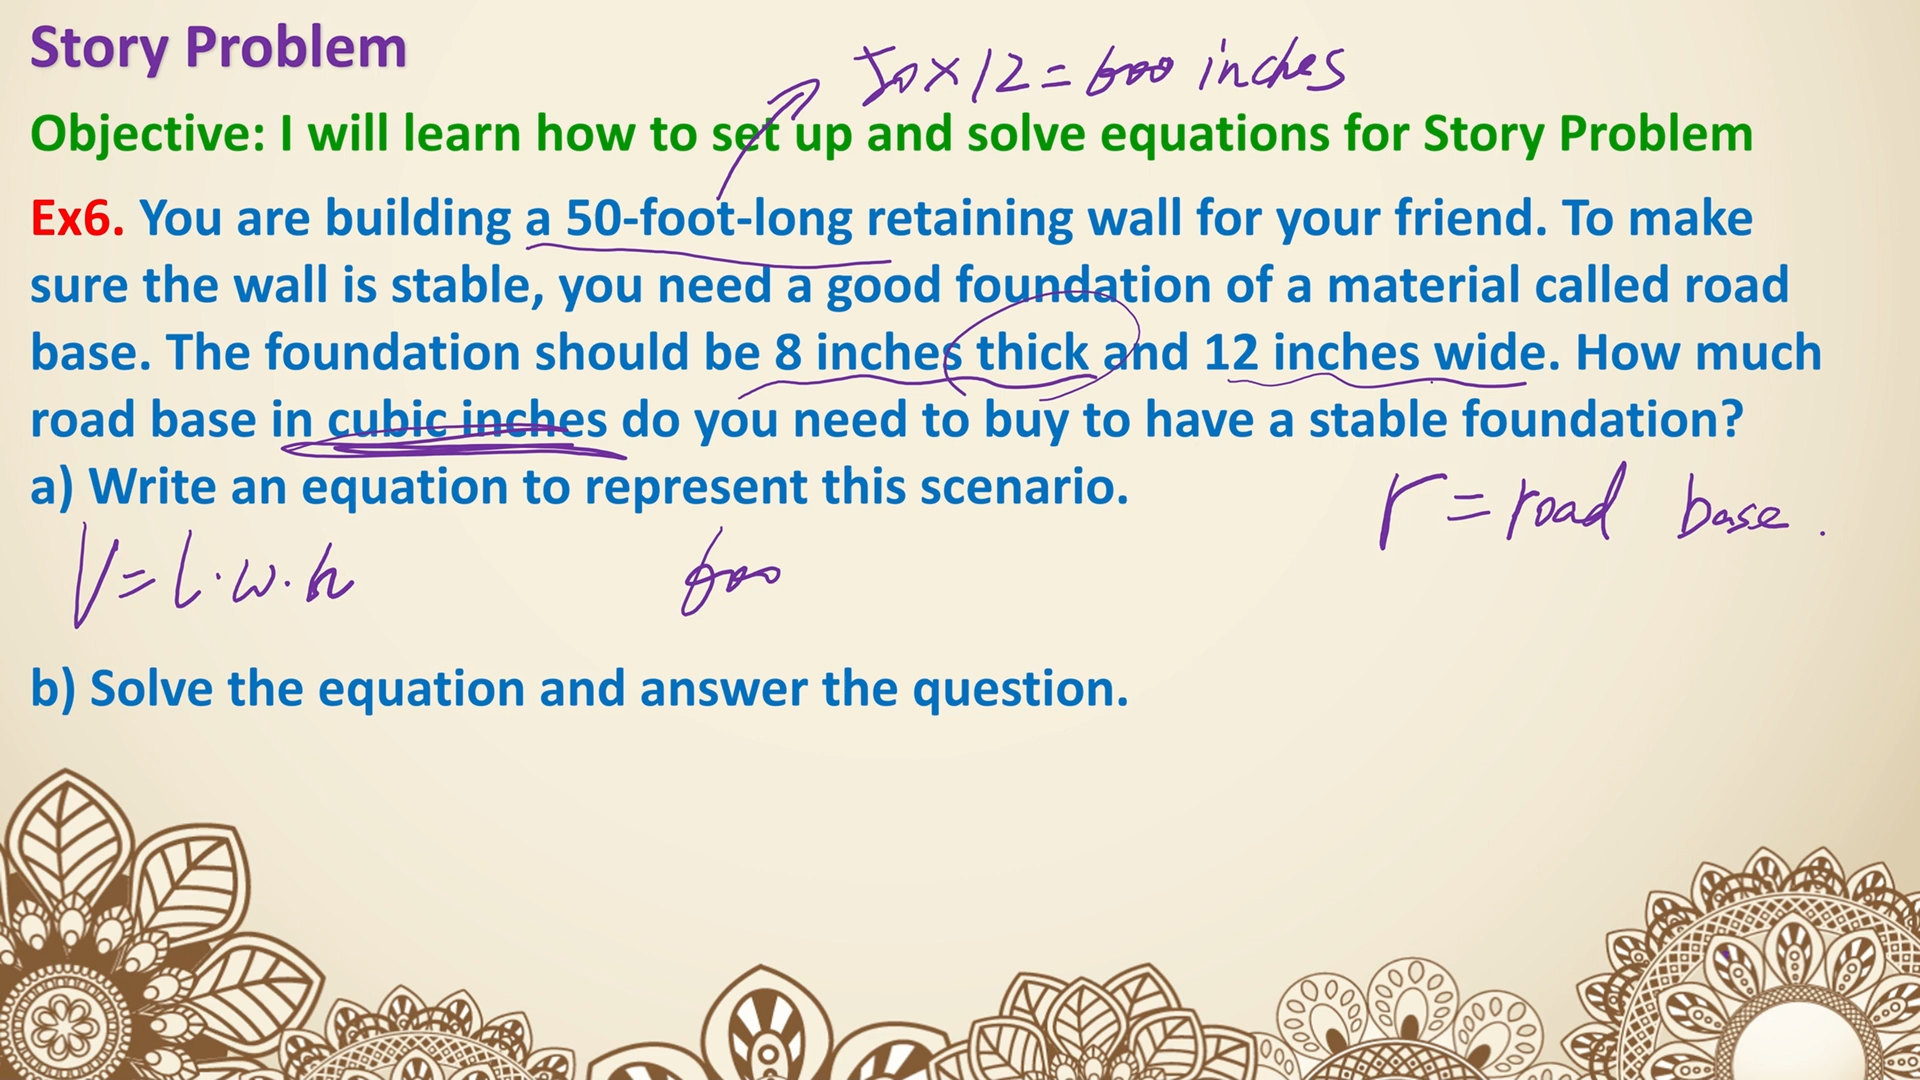 Story Problem
50 × 12 = 600 inches
Objective: I will learn how to set up and solve equations for Story Problem
Ex6. You are building a 50-foot-long retaining wall for your friend. To make
sure the wall is stable, you need a good foundation of a material called road
base. The foundation should be 8 inches thick and 12 inches wide. How much
road base in cubic inches do you need to buy to have a stable foundation?
a) Write an equation to represent this scenario.
r = road base.
V = l · w · h
600
b) Solve the equation and answer the question.